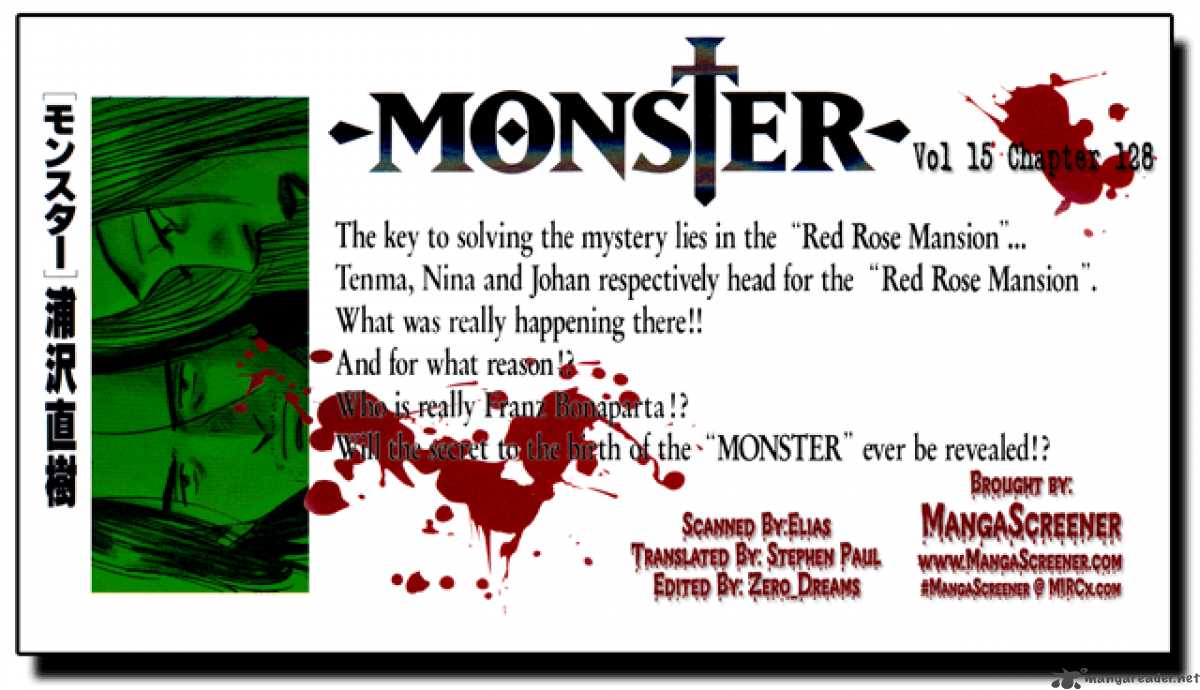 [モンスター]浦沢直樹
-MONSTER-
Vol 15 Chapter 128
The key to solving the mystery lies in the “Red Rose Mansion”...
Tenma, Nina and Johan respectively head for the “Red Rose Mansion”.
What was really happening there!!
And for what reason!?
Who is really Franz Bonaparta!?
Will the secret to the birth of the “MONSTER” ever be revealed!?
Scanned By:Elias
Translated By: Stephen Paul
Edited By: Zero_Dreams
Brought by:
MangaScreener
www.MangaScreener.com
#MangaScreener @ MIRCx.com
mangareader.net